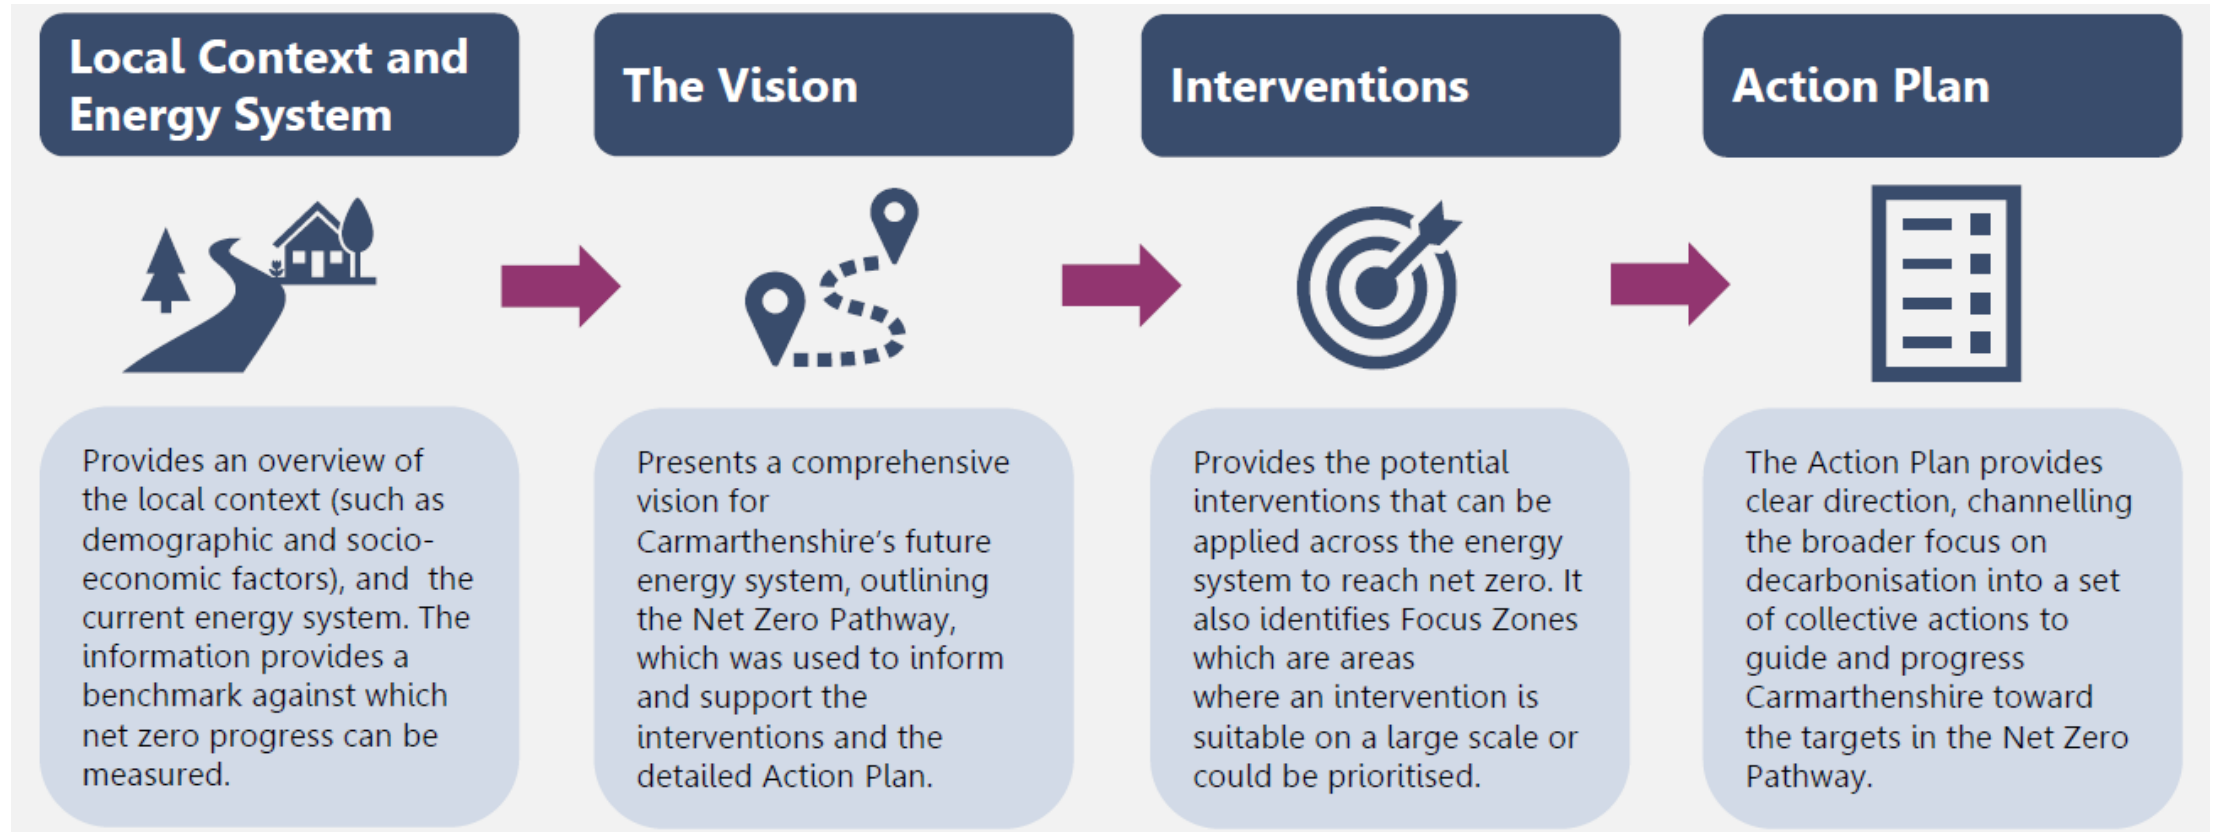 Local Context and
Energy System
Provides an overview of
the local context (such as
demographic and socio-
economic factors), and the
current energy system. The
information provides a
benchmark against which
net zero progress can be
measured.
The Vision
Presents a comprehensive
vision for
Carmarthenshire’s future
energy system, outlining
the Net Zero Pathway,
which was used to inform
and support the
interventions and the
detailed Action Plan.
Interventions
Provides the potential
interventions that can be
applied across the energy
system to reach net zero. It
also identifies Focus Zones
which are areas
where an intervention is
suitable on a large scale or
could be prioritised.
Action Plan
The Action Plan provides
clear direction, channelling
the broader focus on
decarbonisation into a set
of collective actions to
guide and progress
Carmarthenshire toward
the targets in the Net Zero
Pathway.